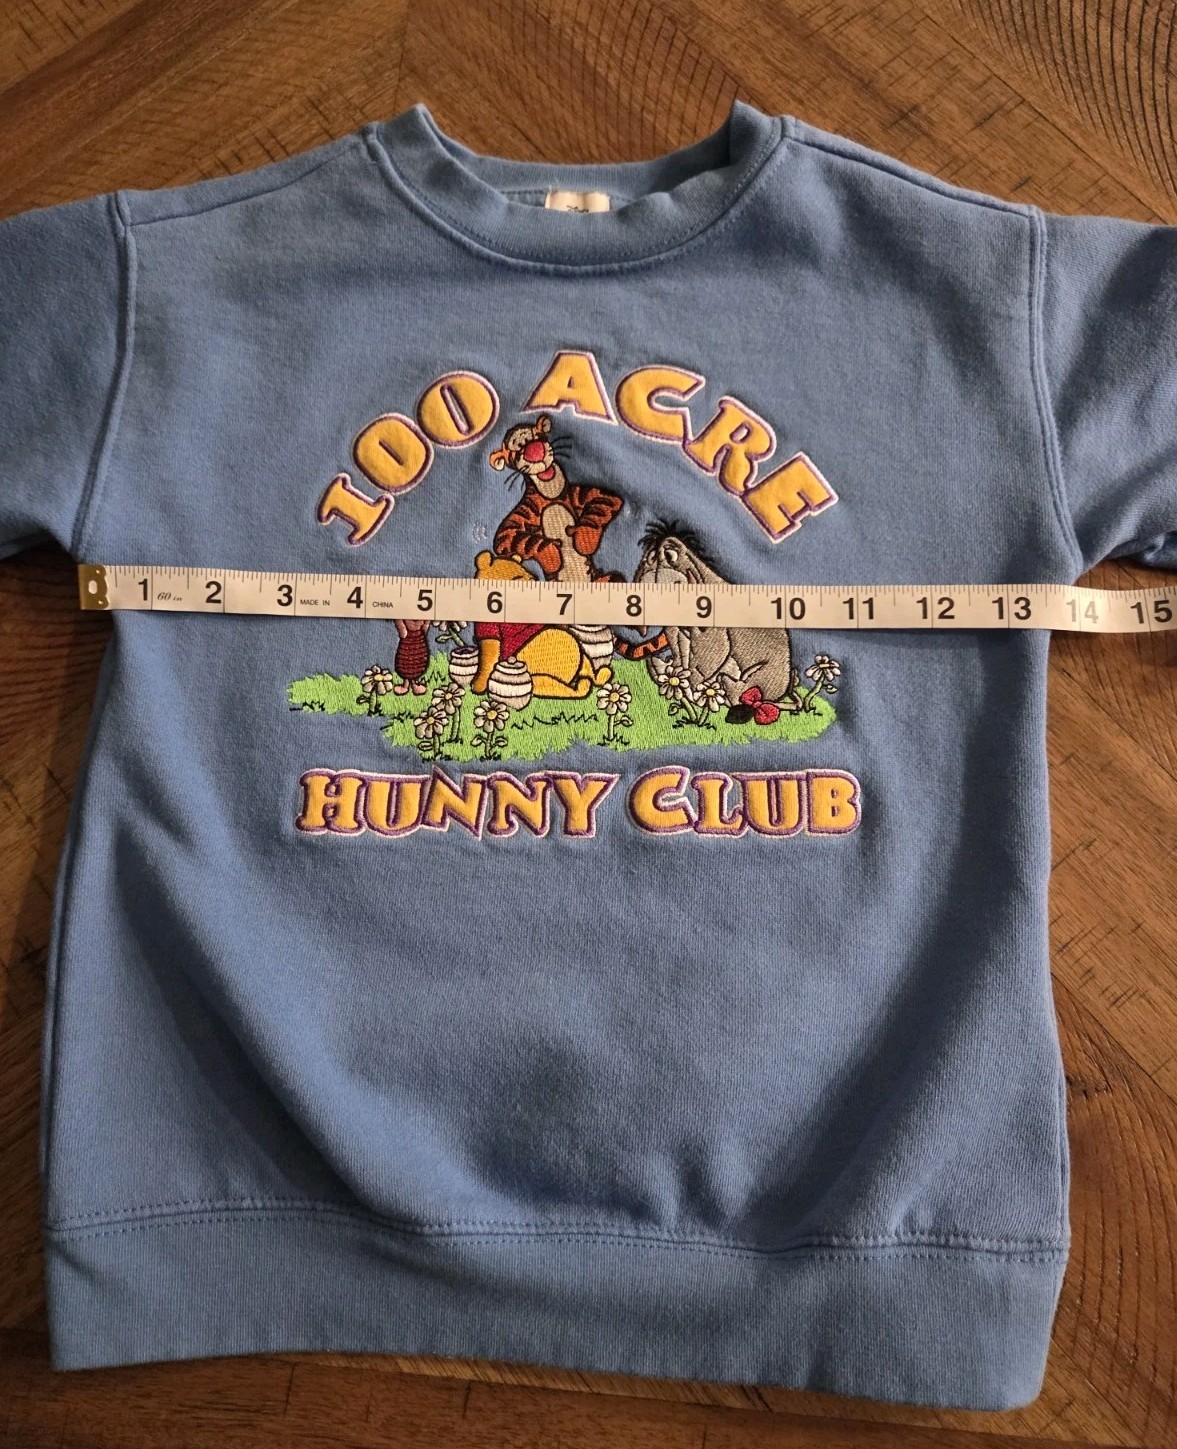 100 ACRE
1 60 in 2 3 MADE IN 4 CHINA 5 6 7 8 9 10 11 12 13 14 15
HUNNY CLUB